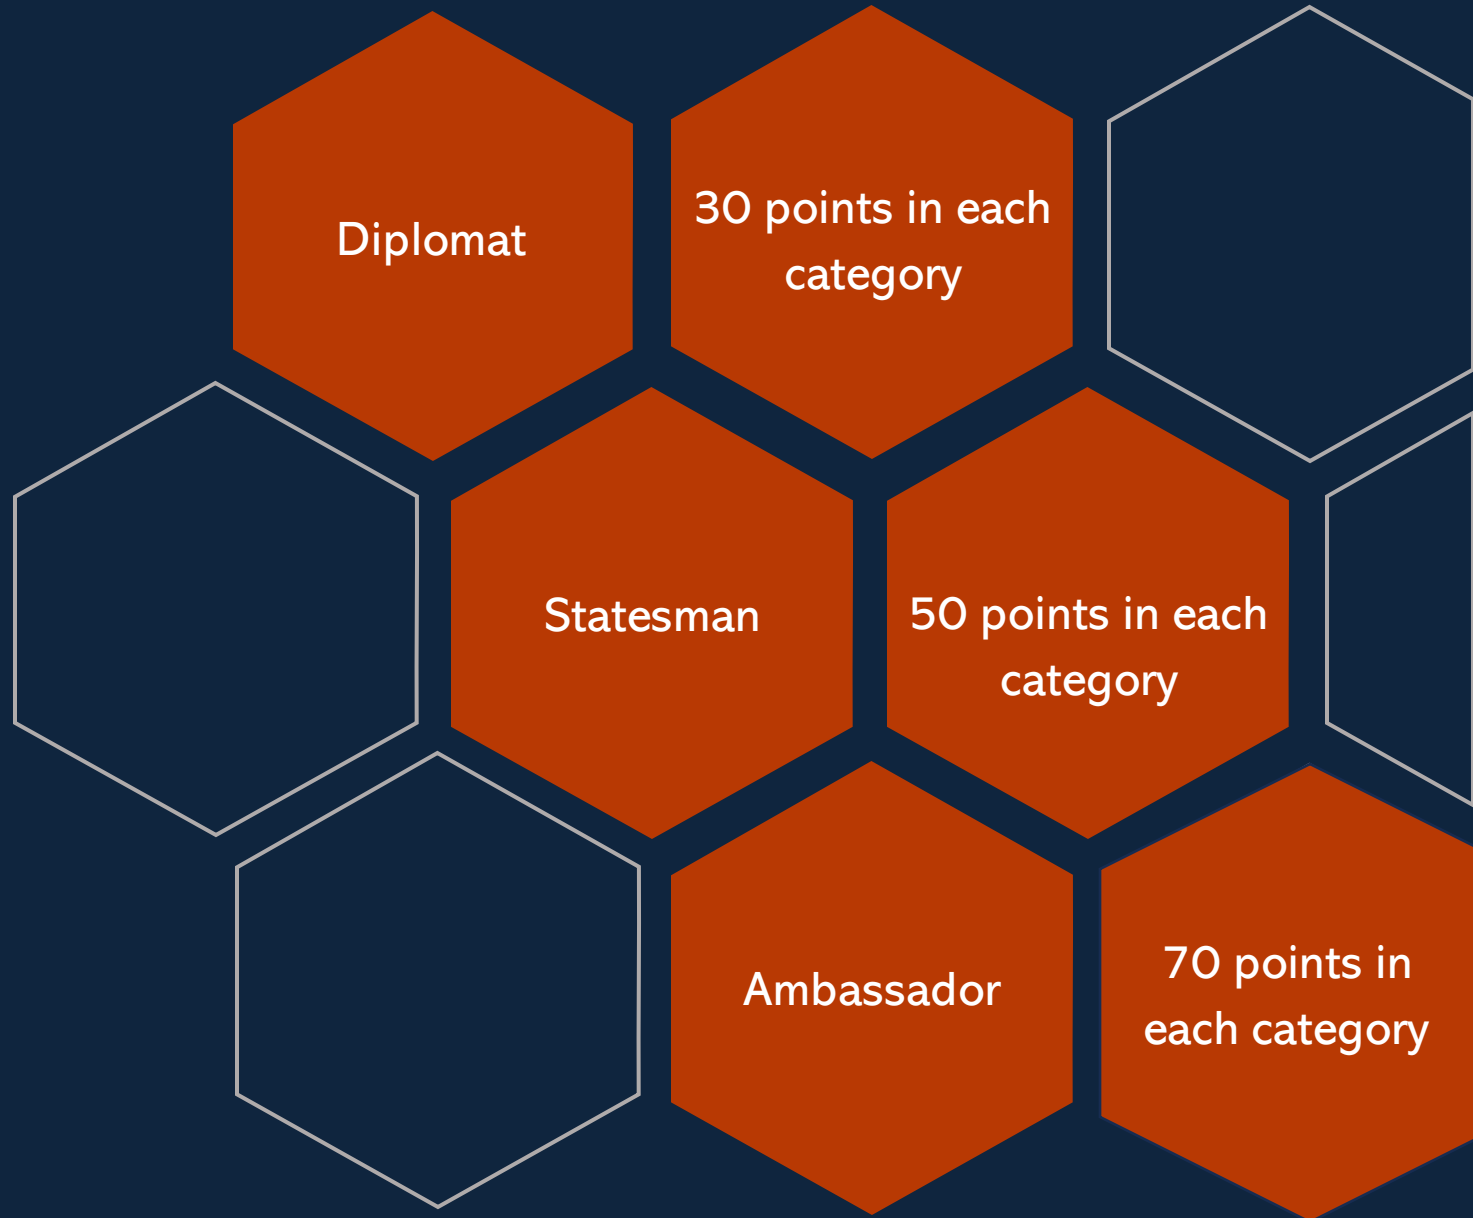 Diplomat
30 points in each
category
Statesman
50 points in each
category
Ambassador
70 points in
each category